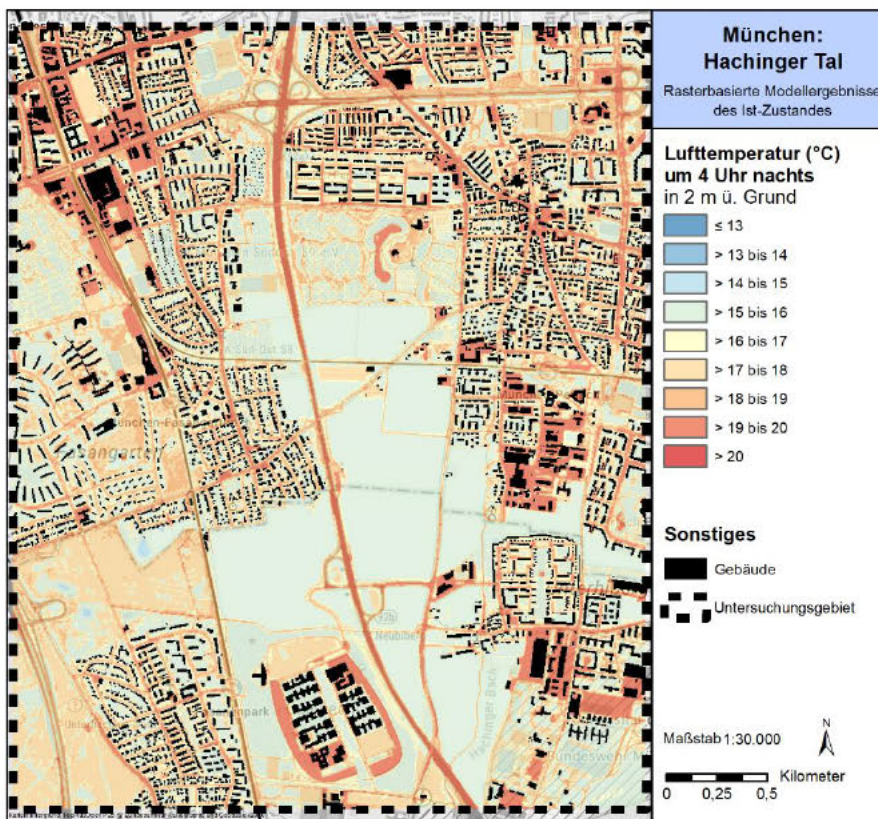 München:
Hachinger Tal
Rasterbasierte Modellergebnisse
des Ist-Zustandes
Lufttemperatur (°C)
um 4 Uhr nachts
in 2 m ü. Grund
≤ 13
> 13 bis 14
> 14 bis 15
> 15 bis 16
> 16 bis 17
> 17 bis 18
> 18 bis 19
> 19 bis 20
> 20
Sonstiges
Gebäude
Untersuchungsgebiet
N
Maßstab 1:30.000
Kilometer
0 0,25 0,5
Fasangarten
Neubiberg
Hachinger Bach